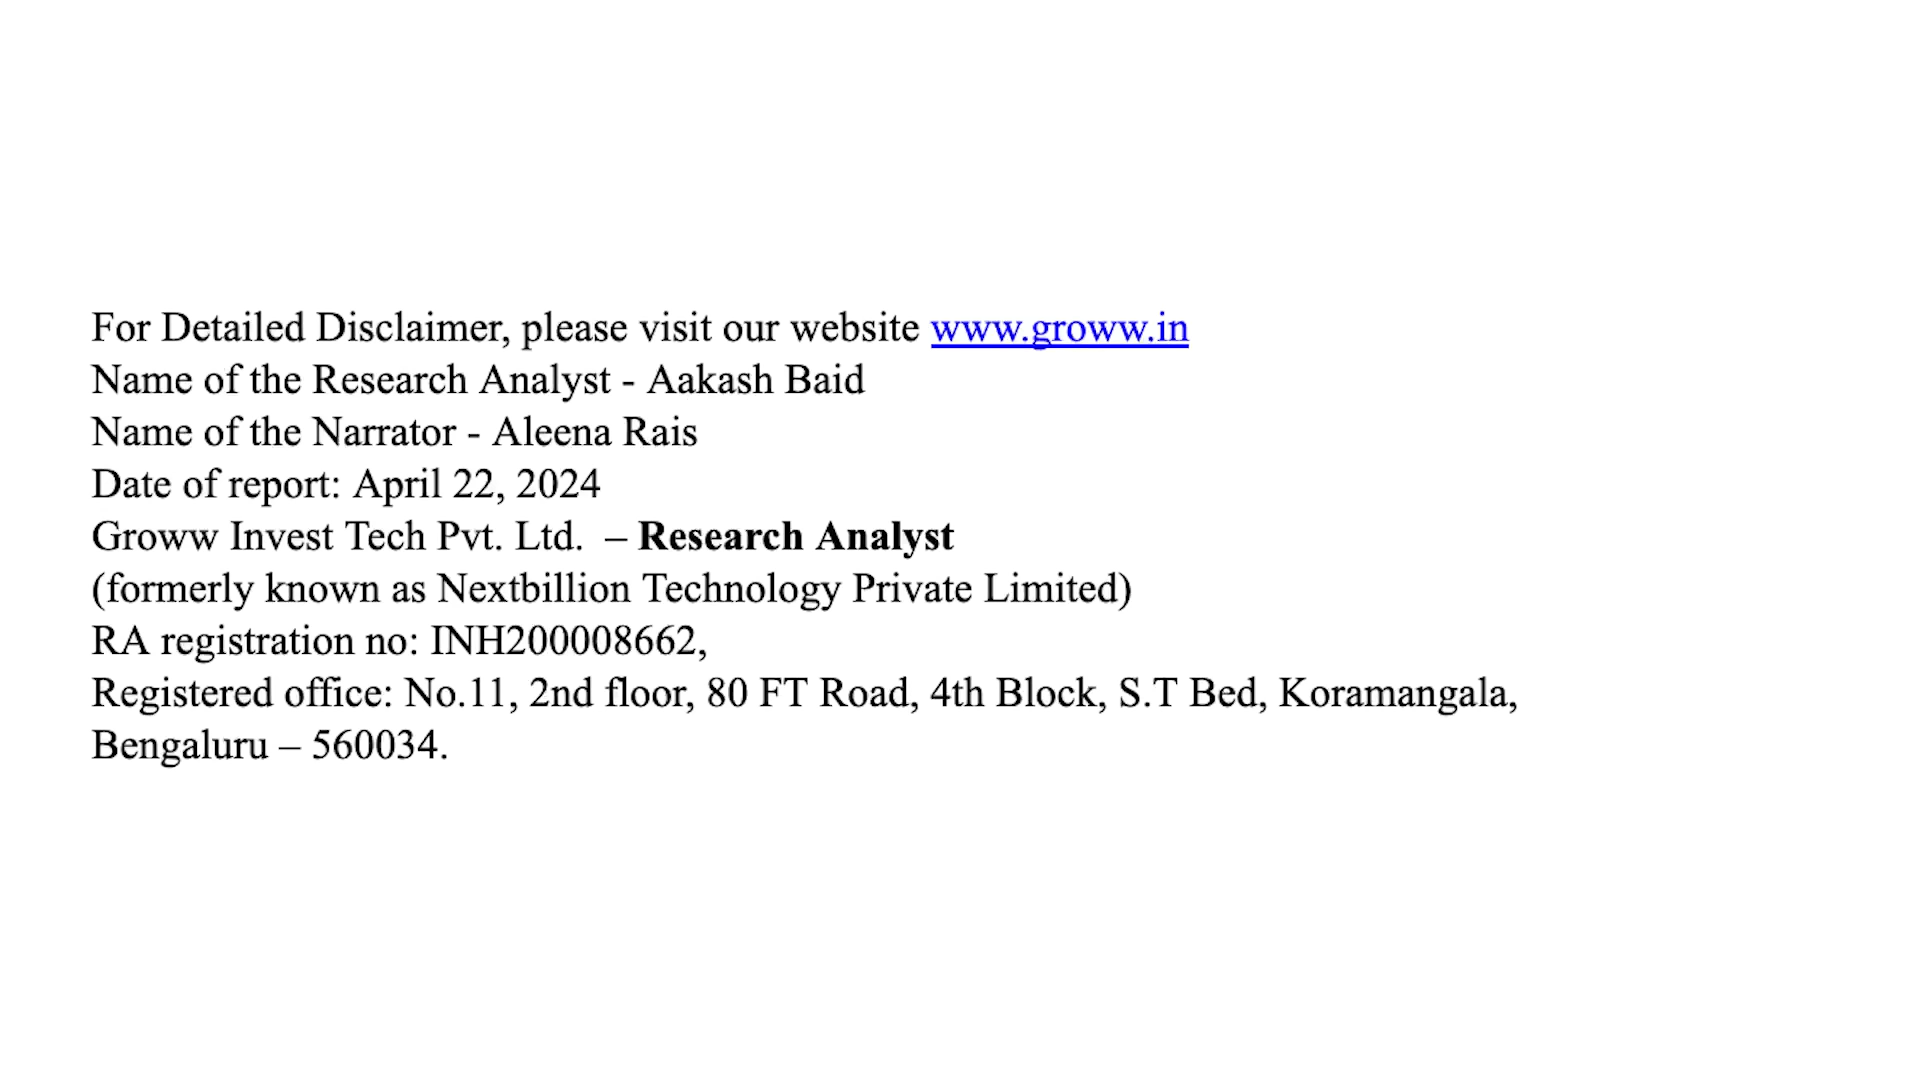 For Detailed Disclaimer, please visit our website www.groww.in
Name of the Research Analyst - Aakash Baid
Name of the Narrator - Aleena Rais
Date of report: April 22, 2024
Groww Invest Tech Pvt. Ltd.  – Research Analyst
(formerly known as Nextbillion Technology Private Limited)
RA registration no: INH200008662,
Registered office: No.11, 2nd floor, 80 FT Road, 4th Block, S.T Bed, Koramangala,
Bengaluru – 560034.